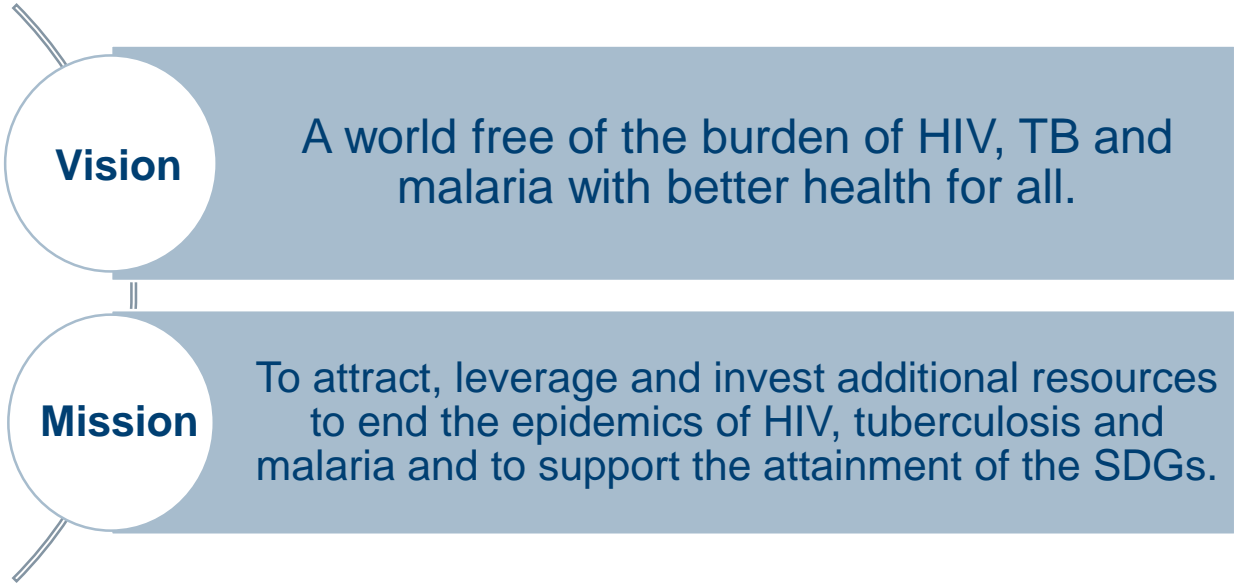 Vision
A world free of the burden of HIV, TB and
malaria with better health for all.
Mission
To attract, leverage and invest additional resources
to end the epidemics of HIV, tuberculosis and
malaria and to support the attainment of the SDGs.